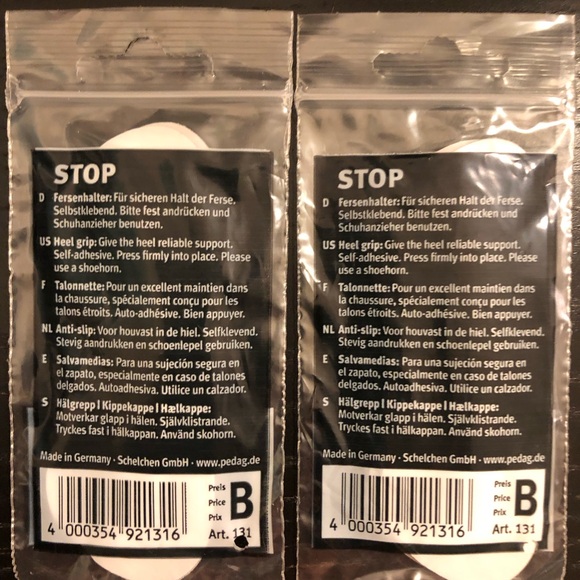 STOP
D Fersenhalter: Für sicheren Halt der Ferse.
Selbstklebend. Bitte fest andrücken und
Schuhanzieher benutzen.
US Heel grip: Give the heel reliable support.
Self-adhesive. Press firmly into place. Please
use a shoehorn.
F Talonnette: Pour un excellent maintien dans
la chaussure, spécialement conçu pour les
talons étroits. Auto-adhésive. Bien appuyer.
NL Anti-slip: Voor houvast in de hiel. Selfklevend.
Stevig aandrukken en schoenlepel gebruiken.
E Salvamedias: Para una sujeción segura en
el zapato, especialmente en caso de talones
delgados. Autoadhesiva. Utilice un calzador.
S Hälgrepp | Kippekappe | Hælkappe:
Motverkar glapp i hälen. Självklistrande.
Tryckes fast i hälkappan. Använd skohorn.
Made in Germany · Schelchen GmbH · www.pedag.de
Preis
Price
Prix
B
4 000354 921316
Art. 131
STOP
D Fersenhalter: Für sicheren Halt der Ferse.
Selbstklebend. Bitte fest andrücken und
Schuhanzieher benutzen.
US Heel grip: Give the heel reliable support.
Self-adhesive. Press firmly into place. Please
use a shoehorn.
F Talonnette: Pour un excellent maintien dans
la chaussure, spécialement conçu pour les
talons étroits. Auto-adhésive. Bien appuyer.
NL Anti-slip: Voor houvast in de hiel. Selfklevend.
Stevig aandrukken en schoenlepel gebruiken.
E Salvamedias: Para una sujeción segura en
el zapato, especialmente en caso de talones
delgados. Autoadhesiva. Utilice un calzador.
S Hälgrepp | Kippekappe | Hælkappe:
Motverkar glapp i hälen. Självklistrande.
Tryckes fast i hälkappan. Använd skohorn.
Made in Germany · Schelchen GmbH · www.pedag.de
Preis
Price
Prix
B
4 000354 921316
Art. 131